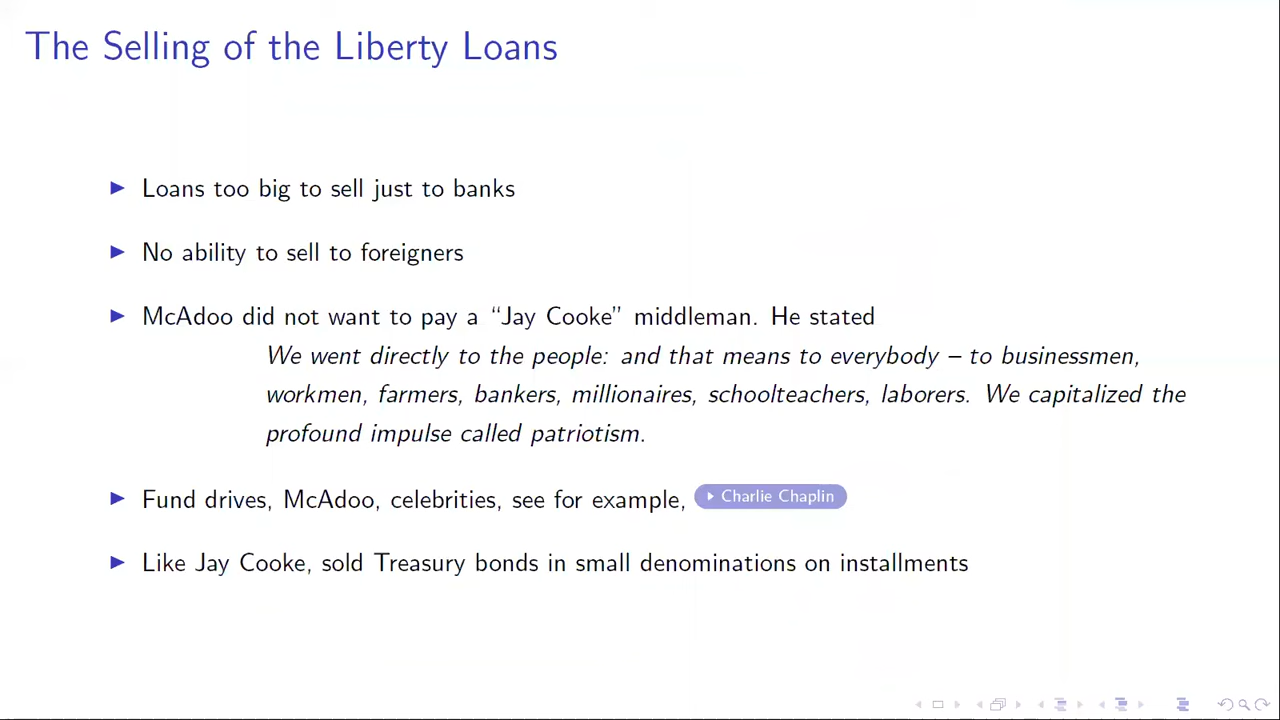 The Selling of the Liberty Loans
Loans too big to sell just to banks
No ability to sell to foreigners
McAdoo did not want to pay a “Jay Cooke” middleman. He stated
We went directly to the people: and that means to everybody – to businessmen,
workmen, farmers, bankers, millionaires, schoolteachers, laborers. We capitalized the
profound impulse called patriotism.
Fund drives, McAdoo, celebrities, see for example, Charlie Chaplin
Like Jay Cooke, sold Treasury bonds in small denominations on installments